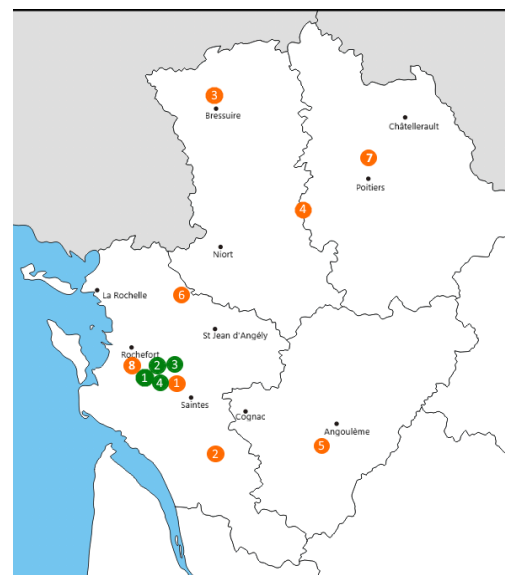 3
Bressuire
Châtellerault
7
Poitiers
4
Niort
La Rochelle
6
St Jean d'Angély
Rochefort
8
2
3
1
4
1
Saintes
Cognac
Angoulême
5
2